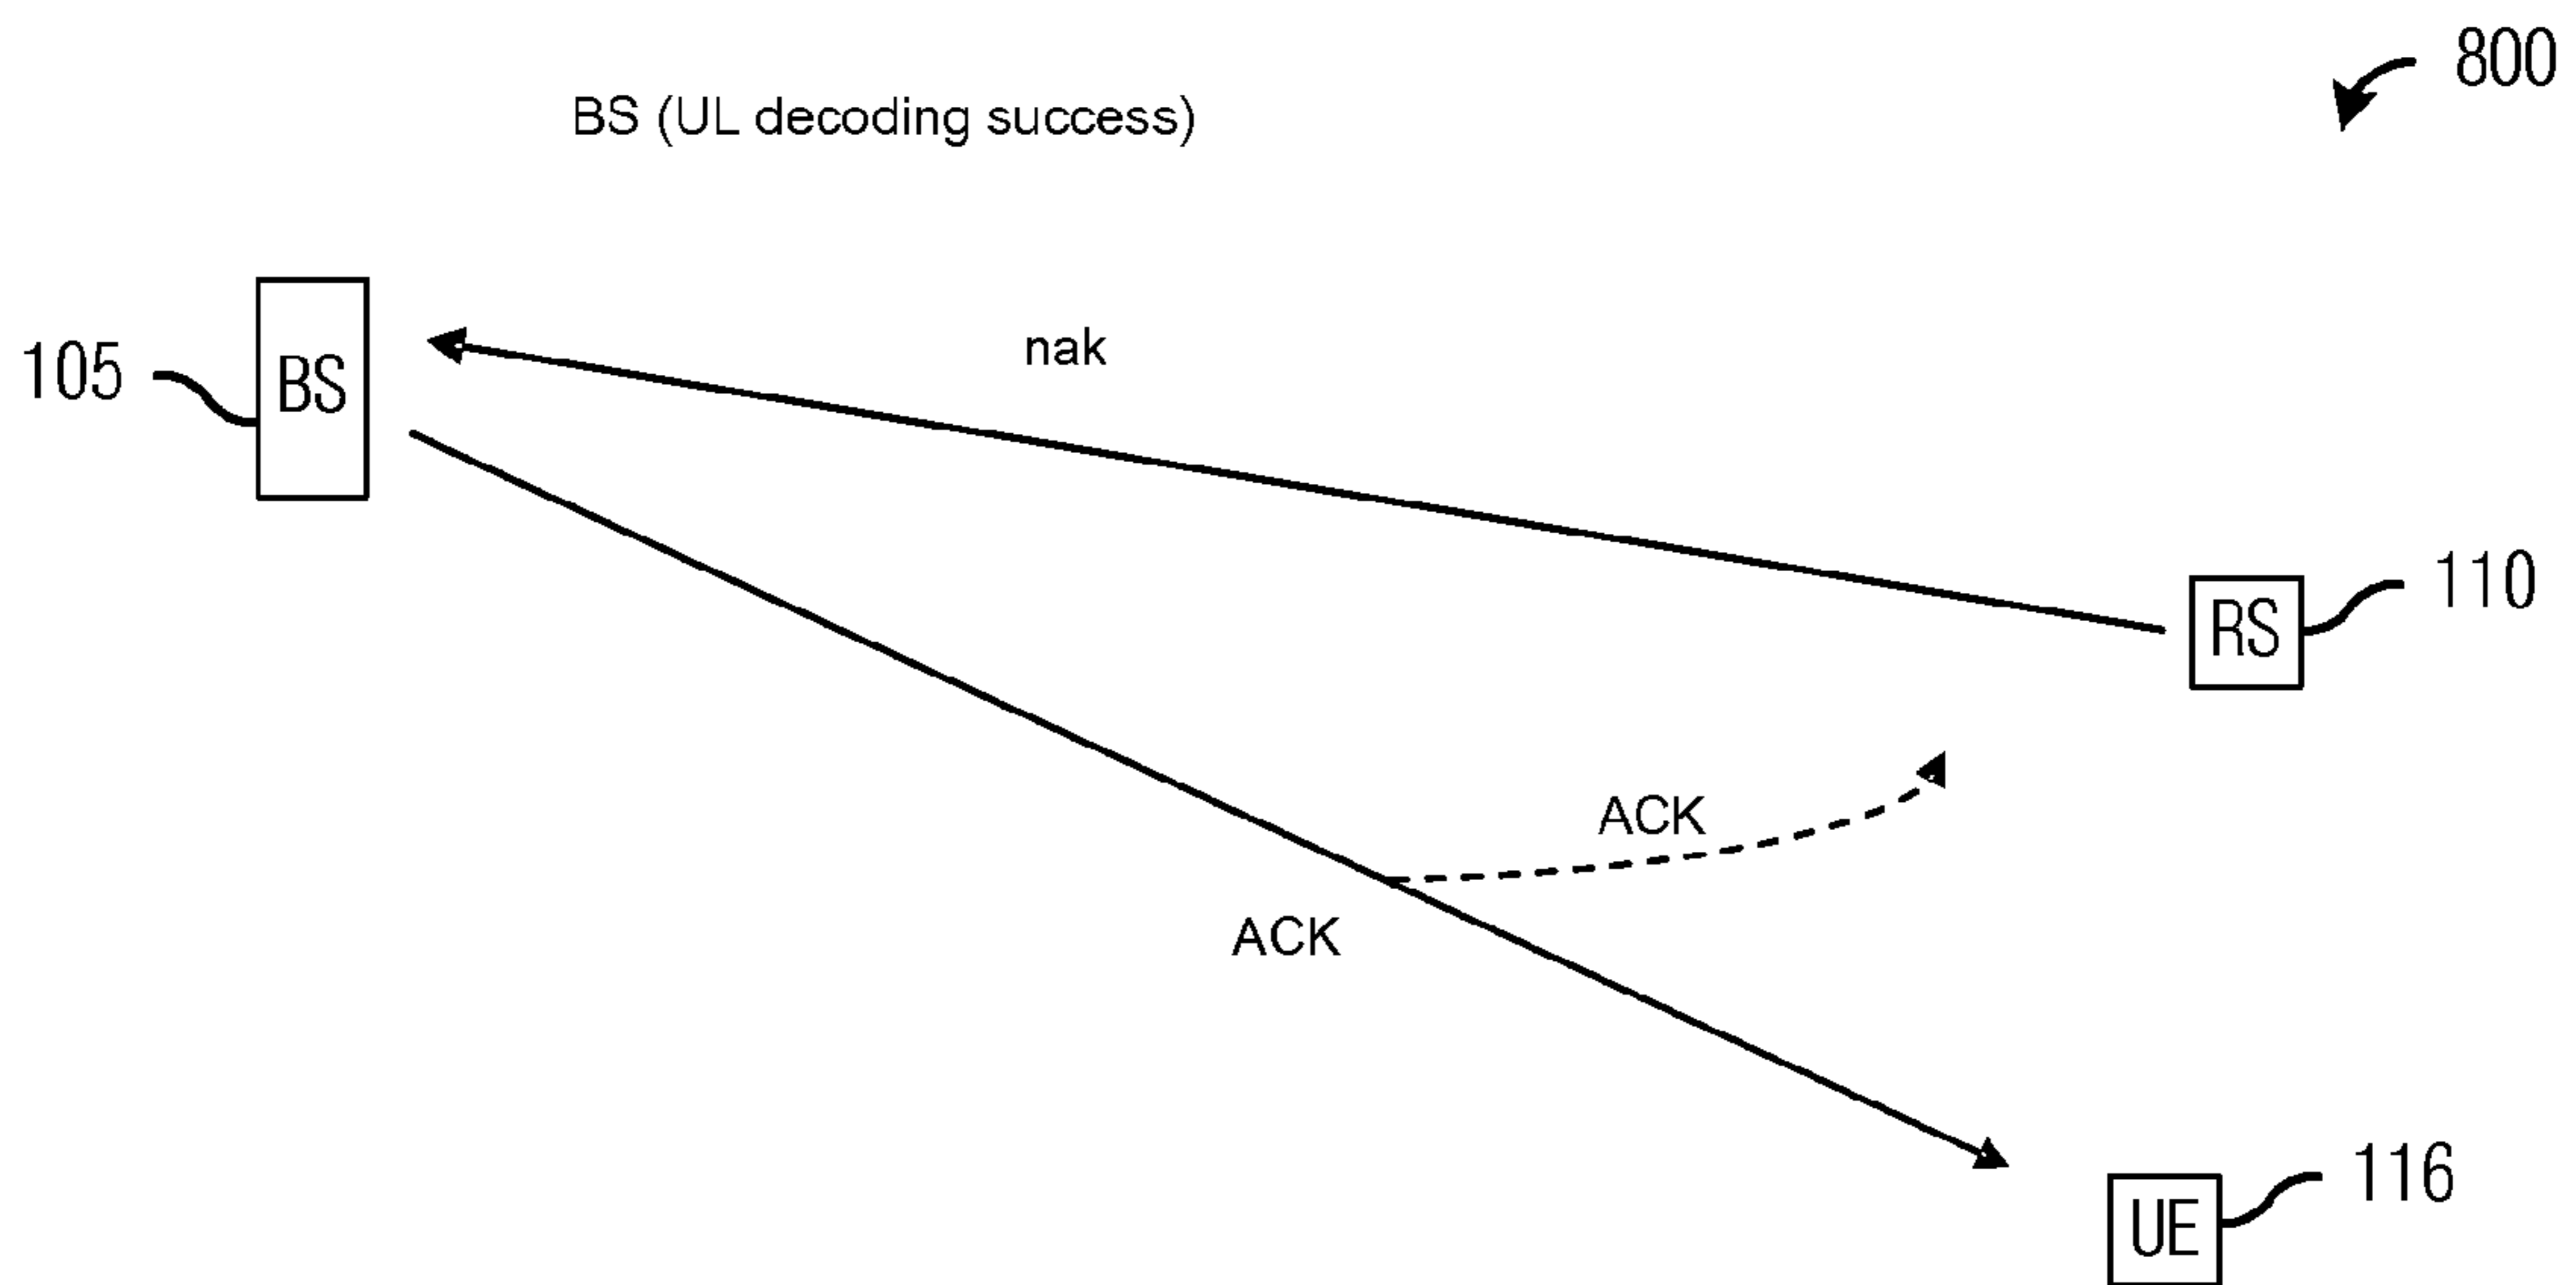 800
BS (UL decoding success)
nak
105
BS
110
RS
ACK
ACK
116
UE